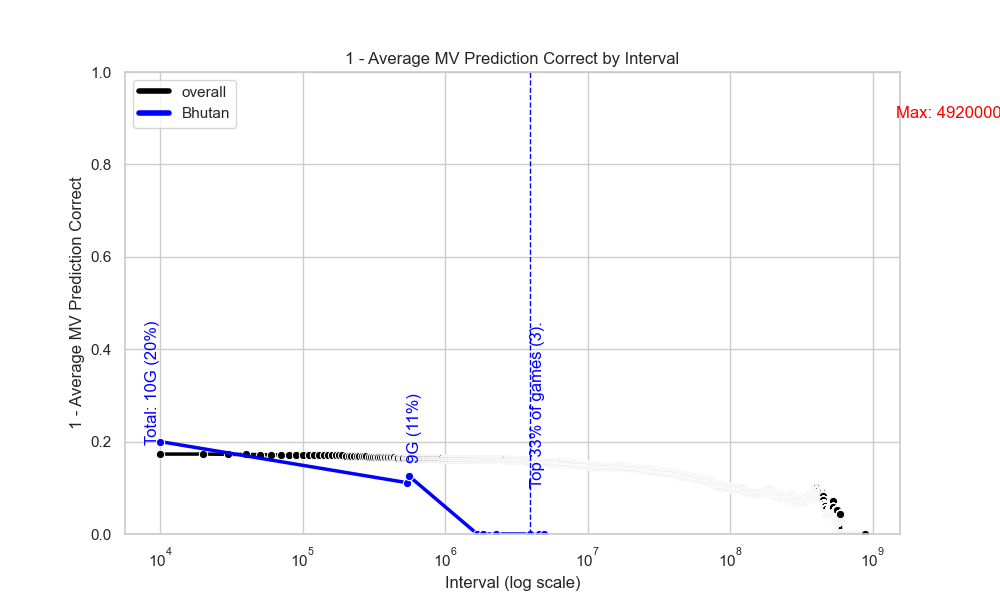 1 - Average MV Prediction Correct by Interval
1.0
0.8
0.6
0.4
0.2
0.0
1 - Average MV Prediction Correct
overall
Bhutan
Max: 4920000
Total: 10G (20%)
9G (11%)
Top 33% of games (3).
10^4
10^5
10^6
10^7
10^8
10^9
Interval (log scale)